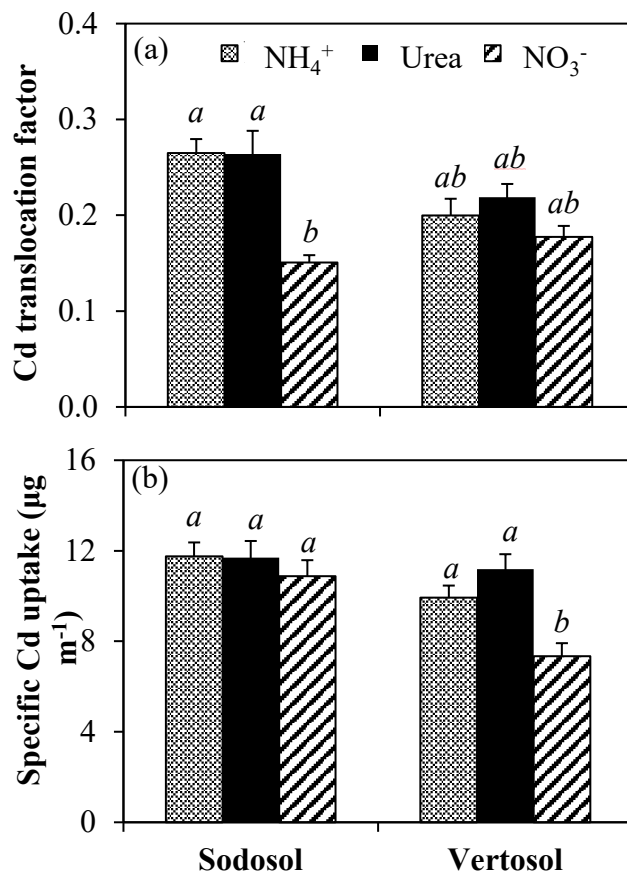 Cd translocation factor
0.4
0.3
0.2
0.1
0.0
(a)
NH₄⁺ Urea NO₃⁻
a a b ab ab ab
Specific Cd uptake (µg
m⁻¹)
16
12
8
4
0
(b)
a a a a a b
Sodosol Vertosol